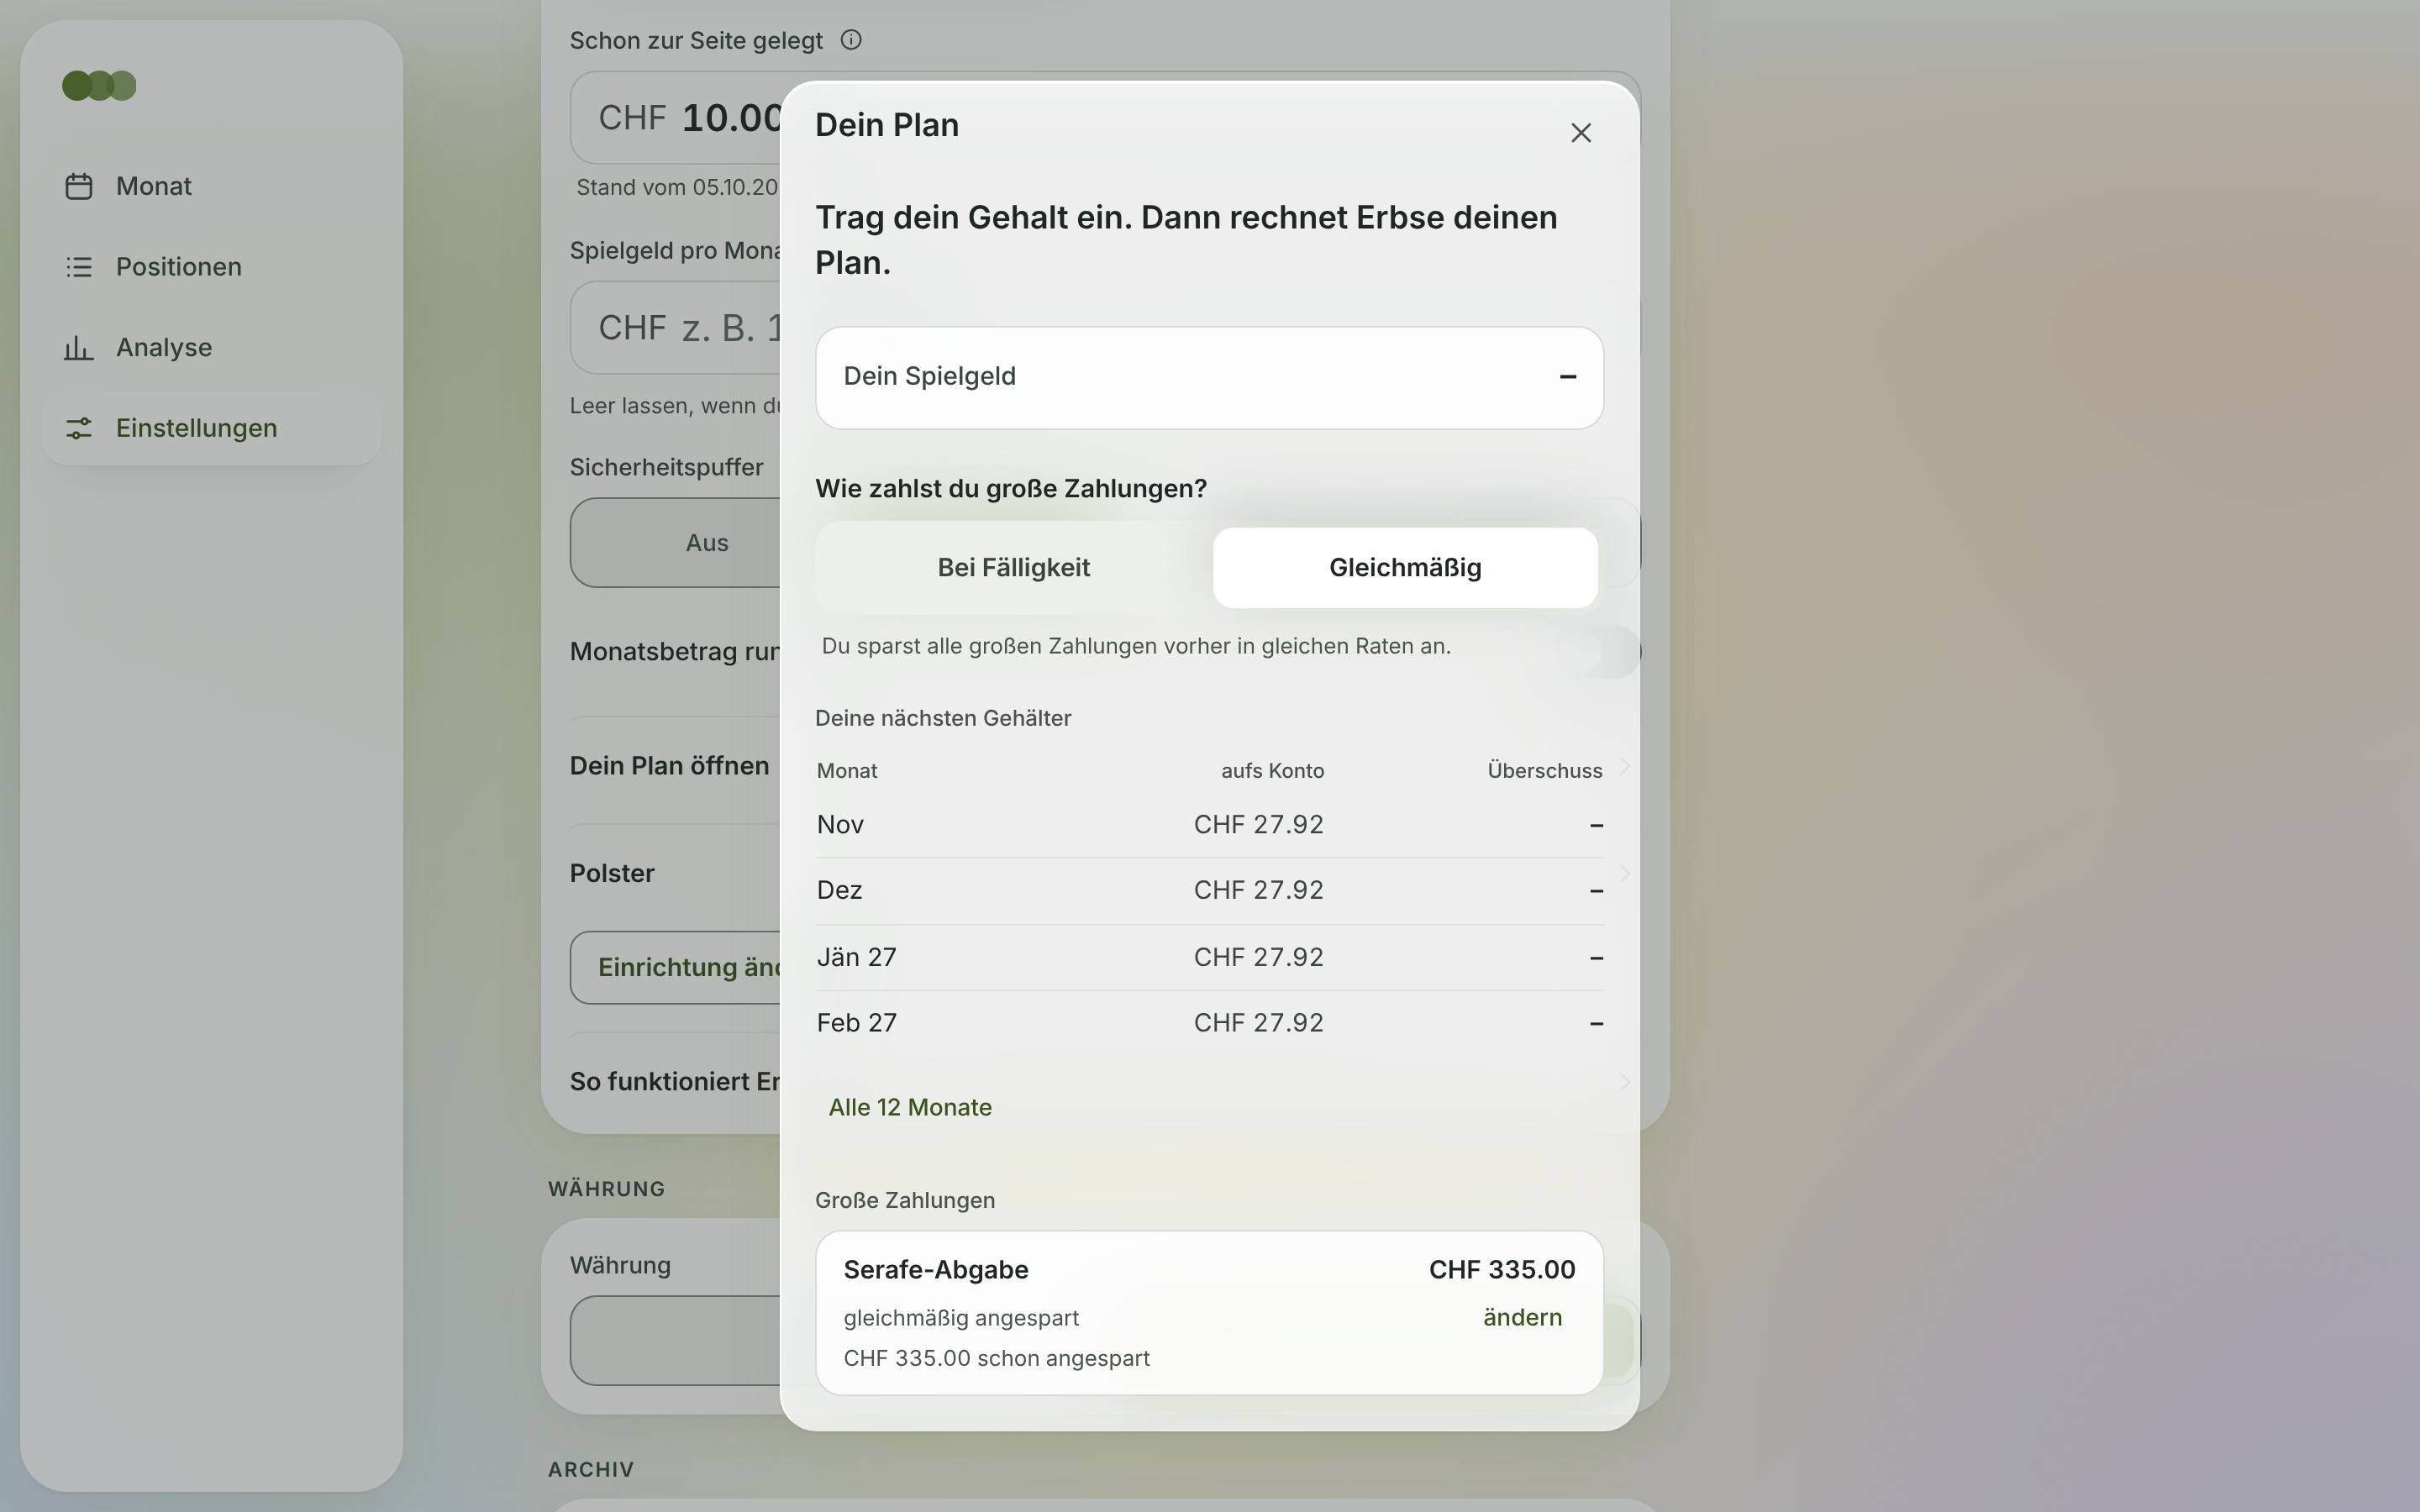 Monat
Positionen
Analyse
Einstellungen
Schon zur Seite gelegt
CHF 10.00
Stand vom 05.10.20
Spielgeld pro Mona
CHF z. B. 1
Leer lassen, wenn du
Sicherheitspuffer
Aus
Monatsbetrag run
Dein Plan öffnen
Polster
Einrichtung änd
So funktioniert Er
WÄHRUNG
Währung
ARCHIV
Dein Plan
Trag dein Gehalt ein. Dann rechnet Erbse deinen
Plan.
Dein Spielgeld –
Wie zahlst du große Zahlungen?
Bei Fälligkeit Gleichmäßig
Du sparst alle großen Zahlungen vorher in gleichen Raten an.
Deine nächsten Gehälter
Monat aufs Konto Überschuss
Nov CHF 27.92 –
Dez CHF 27.92 –
Jän 27 CHF 27.92 –
Feb 27 CHF 27.92 –
Alle 12 Monate
Große Zahlungen
Serafe-Abgabe CHF 335.00
gleichmäßig angespart ändern
CHF 335.00 schon angespart